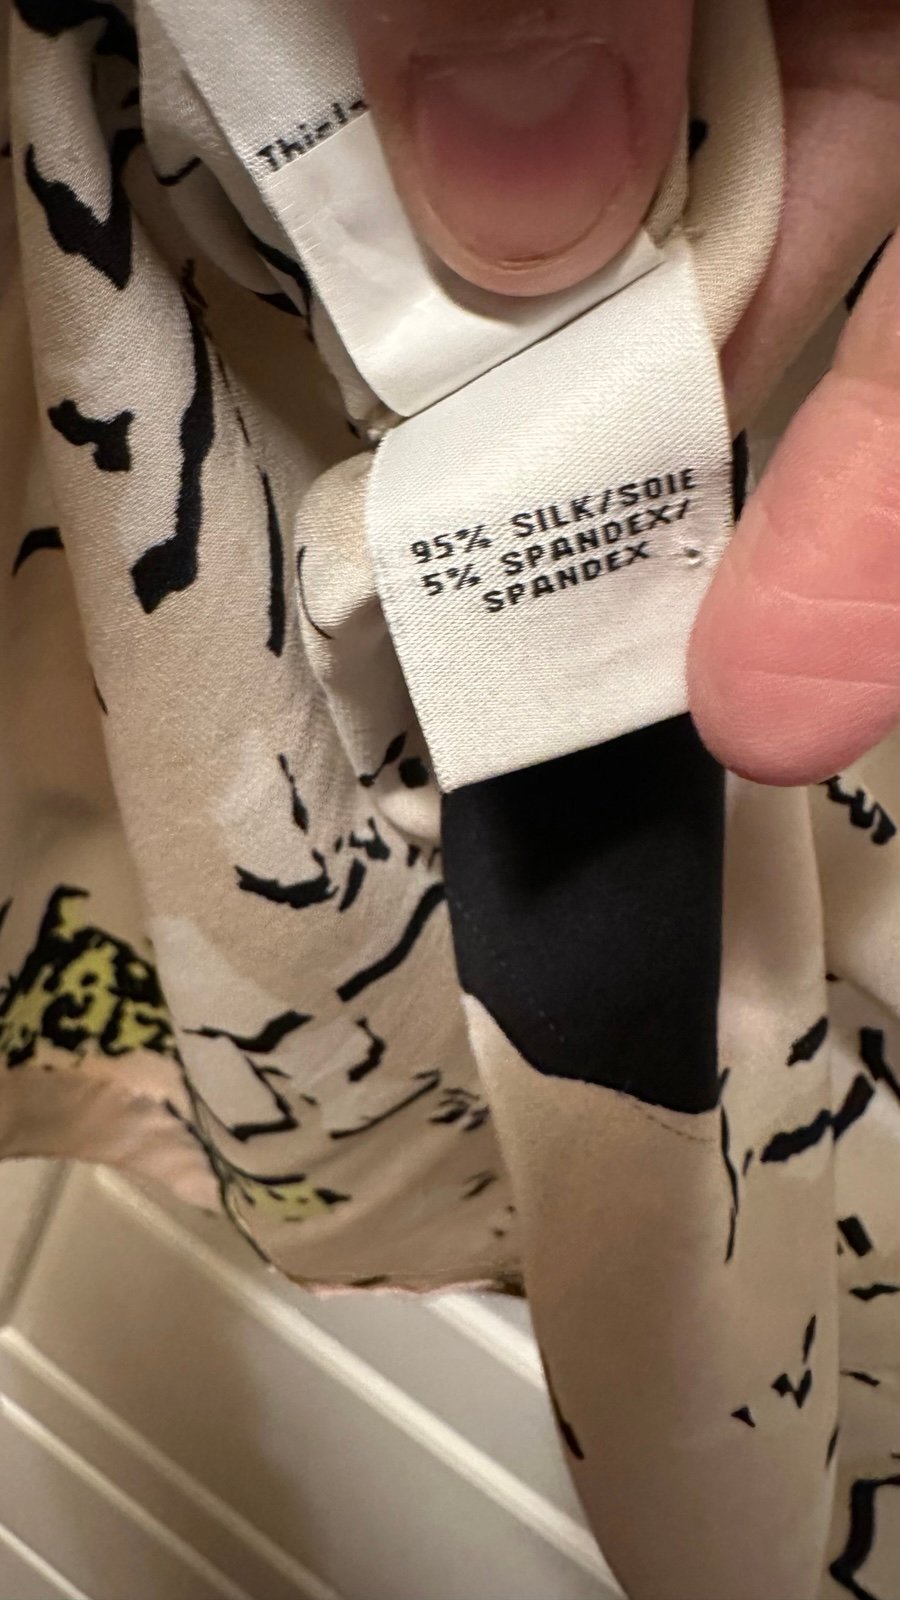 95% SILK/SOIE
5% SPANDEX/
SPANDEX